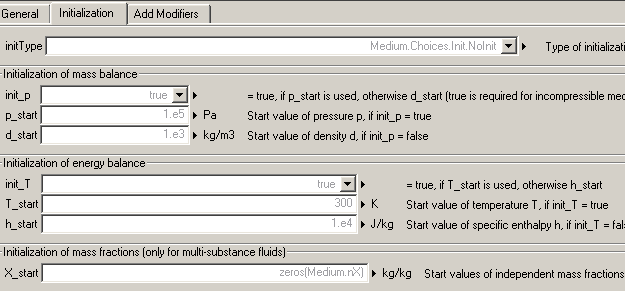 General Initialization Add Modifiers
initType Medium.Choices.Init.NoInit Type of initializati
Initialization of mass balance
init_p true = true, if p_start is used, otherwise d_start (true is required for incompressible med
p_start 1.e5 Pa Start value of pressure p, if init_p = true
d_start 1.e3 kg/m3 Start value of density d, if init_p = false
Initialization of energy balance
init_T true = true, if T_start is used, otherwise h_start
T_start 300 K Start value of temperature T, if init_T = true
h_start 1.e4 J/kg Start value of specific enthalpy h, if init_T = fal
Initialization of mass fractions (only for multi-substance fluids)
X_start zeros(Medium.nX) kg/kg Start values of independent mass fractions